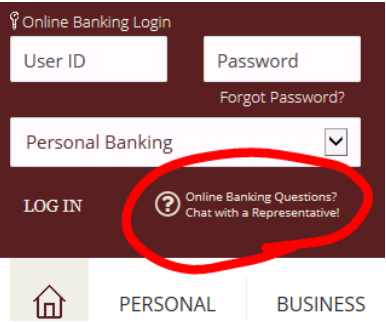 Online Banking Login
User ID
Password
Forgot Password?
Personal Banking
LOG IN
Online Banking Questions?
Chat with a Representative!
PERSONAL
BUSINESS